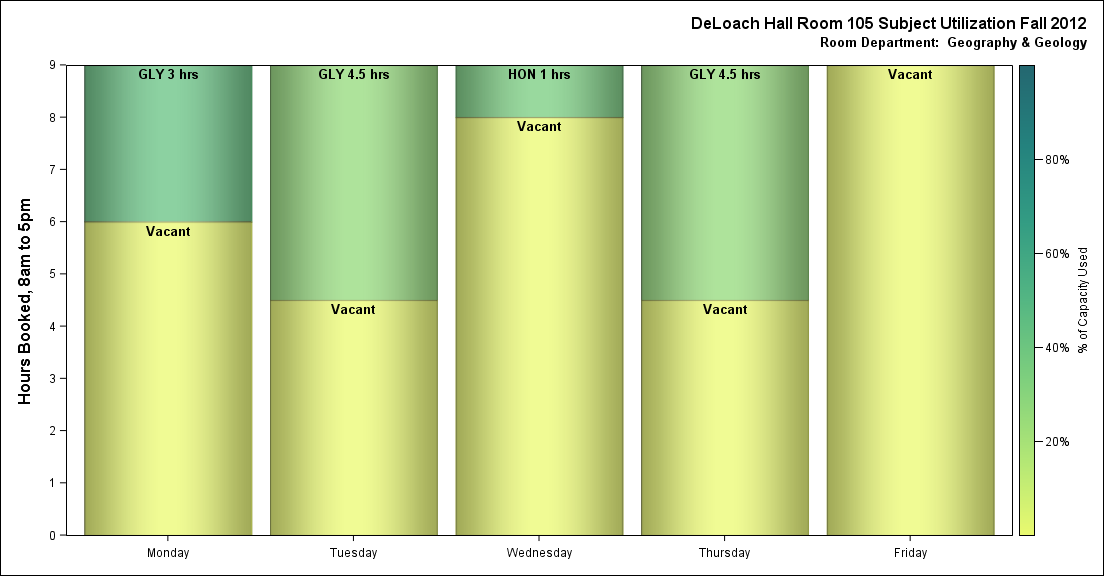 DeLoach Hall Room 105 Subject Utilization Fall 2012
Room Department:  Geography & Geology
Hours Booked, 8am to 5pm
9
8
7
6
5
4
3
2
1
0
GLY 3 hrs
Vacant
GLY 4.5 hrs
Vacant
HON 1 hrs
Vacant
GLY 4.5 hrs
Vacant
Vacant
Monday
Tuesday
Wednesday
Thursday
Friday
80%
60%
40%
20%
% of Capacity Used